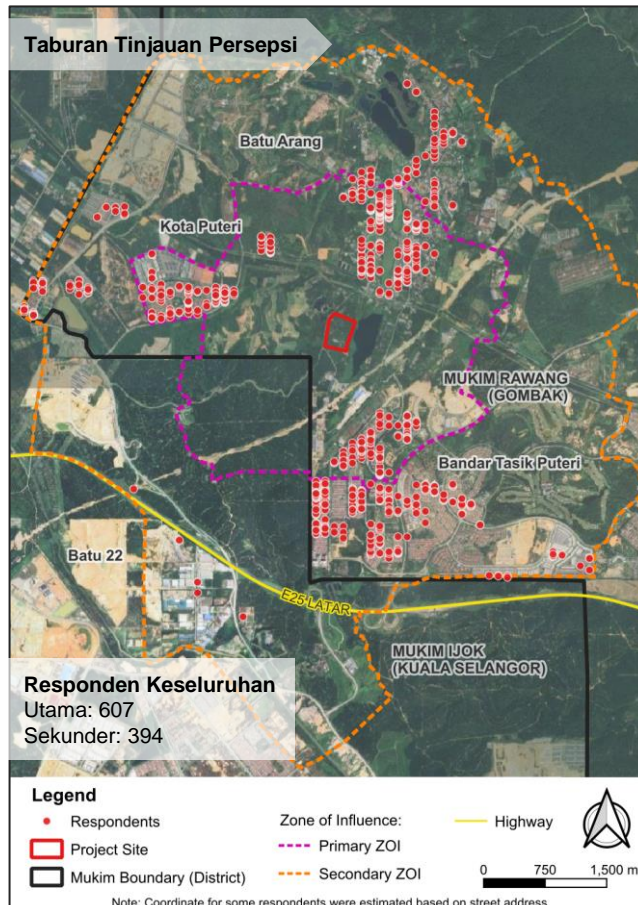 Taburan Tinjauan Persepsi
Batu Arang
Kota Puteri
MUKIM RAWANG
(GOMBAK)
Bandar Tasik Puteri
Batu 22
E25 LATAR
MUKIM IJOK
(KUALA SELANGOR)
Responden Keseluruhan
Utama: 607
Sekunder: 394
Legend
Respondents
Project Site
Mukim Boundary (District)
Zone of Influence:
Primary ZOI
Secondary ZOI
Highway
0 750 1,500 m
Note: Coordinate for some respondents were estimated based on street address